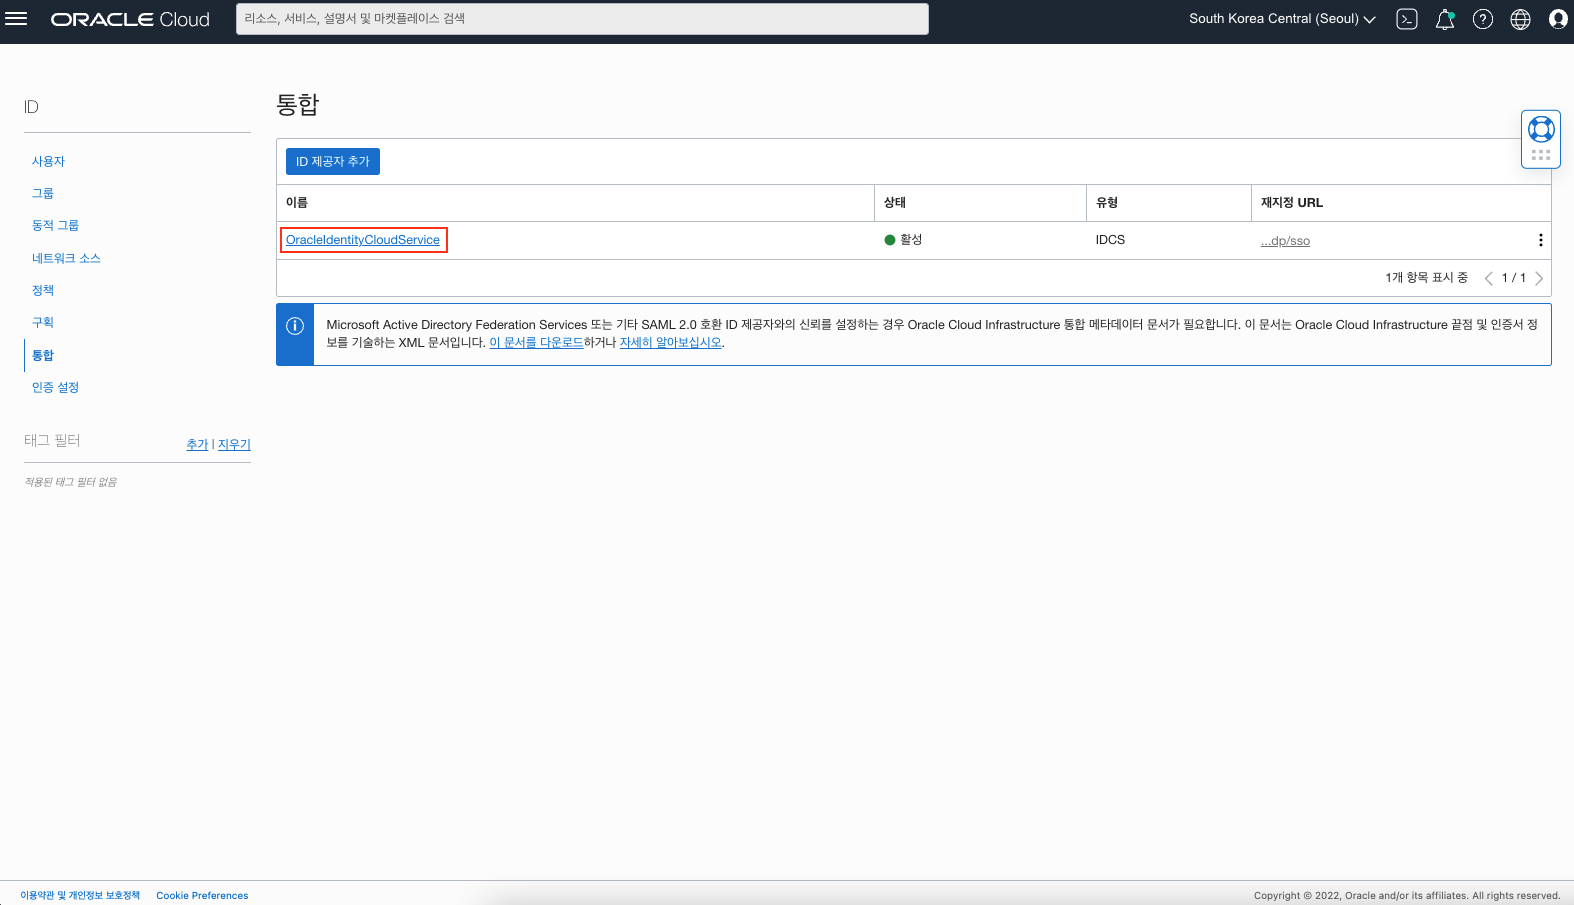 ORACLE Cloud
리소스, 서비스, 설명서 및 마켓플레이스 검색
South Korea Central (Seoul)
ID
사용자
그룹
동적 그룹
네트워크 소스
정책
구획
통합
인증 설정
태그 필터
추가 | 지우기
적용된 태그 필터 없음
통합
ID 제공자 추가
이름 상태 유형 재지정 URL
OracleIdentityCloudService 활성 IDCS ...dp/sso
1개 항목 표시 중 1 / 1
Microsoft Active Directory Federation Services 또는 기타 SAML 2.0 호환 ID 제공자와의 신뢰를 설정하는 경우 Oracle Cloud Infrastructure 통합 메타데이터 문서가 필요합니다. 이 문서는 Oracle Cloud Infrastructure 끝점 및 인증서 정
보를 기술하는 XML 문서입니다. 이 문서를 다운로드하거나 자세히 알아보십시오.
이용약관 및 개인정보 보호정책 Cookie Preferences
Copyright © 2022, Oracle and/or its affiliates. All rights reserved.